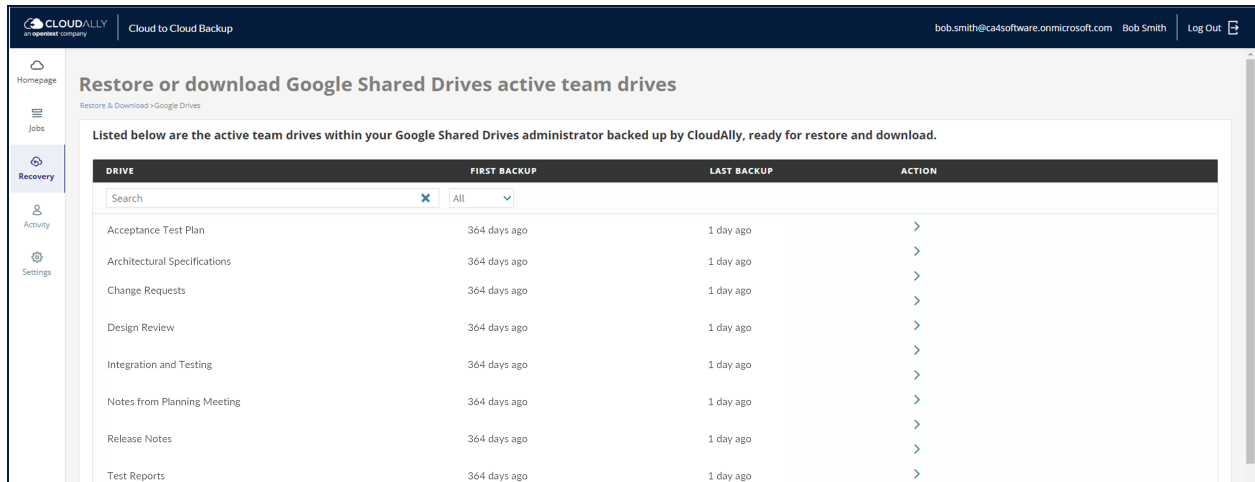 CLOUDALLY
an opentext company
Cloud to Cloud Backup
bob.smith@ca4software.onmicrosoft.com Bob Smith Log Out
Homepage
Jobs
Recovery
Activity
Settings
Restore or download Google Shared Drives active team drives
Restore & Download >Google Drives
Listed below are the active team drives within your Google Shared Drives administrator backed up by CloudAlly, ready for restore and download.
DRIVE FIRST BACKUP LAST BACKUP ACTION
Search All
Acceptance Test Plan 364 days ago 1 day ago
Architectural Specifications 364 days ago 1 day ago
Change Requests 364 days ago 1 day ago
Design Review 364 days ago 1 day ago
Integration and Testing 364 days ago 1 day ago
Notes from Planning Meeting 364 days ago 1 day ago
Release Notes 364 days ago 1 day ago
Test Reports 364 days ago 1 day ago